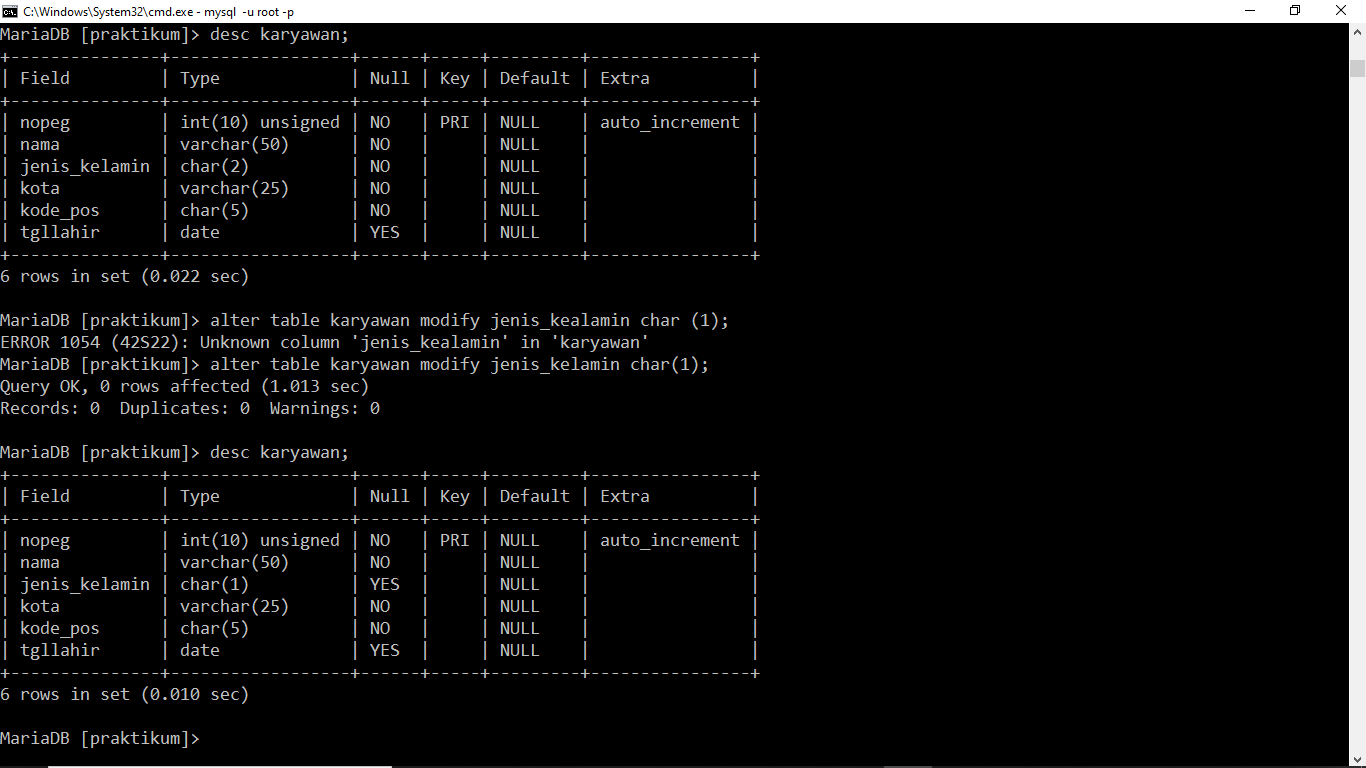 C:\Windows\System32\cmd.exe - mysql  -u root -p
MariaDB [praktikum]> desc karyawan;
+---------------+------------------+------+-----+---------+----------------+
| Field         | Type             | Null | Key | Default | Extra          |
+---------------+------------------+------+-----+---------+----------------+
| nopeg         | int(10) unsigned | NO   | PRI | NULL    | auto_increment |
| nama          | varchar(50)      | NO   |     | NULL    |                |
| jenis_kelamin | char(2)          | NO   |     | NULL    |                |
| kota          | varchar(25)      | NO   |     | NULL    |                |
| kode_pos      | char(5)          | NO   |     | NULL    |                |
| tgllahir      | date             | YES  |     | NULL    |                |
+---------------+------------------+------+-----+---------+----------------+
6 rows in set (0.022 sec)

MariaDB [praktikum]> alter table karyawan modify jenis_kealamin char (1);
ERROR 1054 (42S22): Unknown column 'jenis_kealamin' in 'karyawan'
MariaDB [praktikum]> alter table karyawan modify jenis_kelamin char(1);
Query OK, 0 rows affected (1.013 sec)
Records: 0  Duplicates: 0  Warnings: 0

MariaDB [praktikum]> desc karyawan;
+---------------+------------------+------+-----+---------+----------------+
| Field         | Type             | Null | Key | Default | Extra          |
+---------------+------------------+------+-----+---------+----------------+
| nopeg         | int(10) unsigned | NO   | PRI | NULL    | auto_increment |
| nama          | varchar(50)      | NO   |     | NULL    |                |
| jenis_kelamin | char(1)          | YES  |     | NULL    |                |
| kota          | varchar(25)      | NO   |     | NULL    |                |
| kode_pos      | char(5)          | NO   |     | NULL    |                |
| tgllahir      | date             | YES  |     | NULL    |                |
+---------------+------------------+------+-----+---------+----------------+
6 rows in set (0.010 sec)

MariaDB [praktikum]>